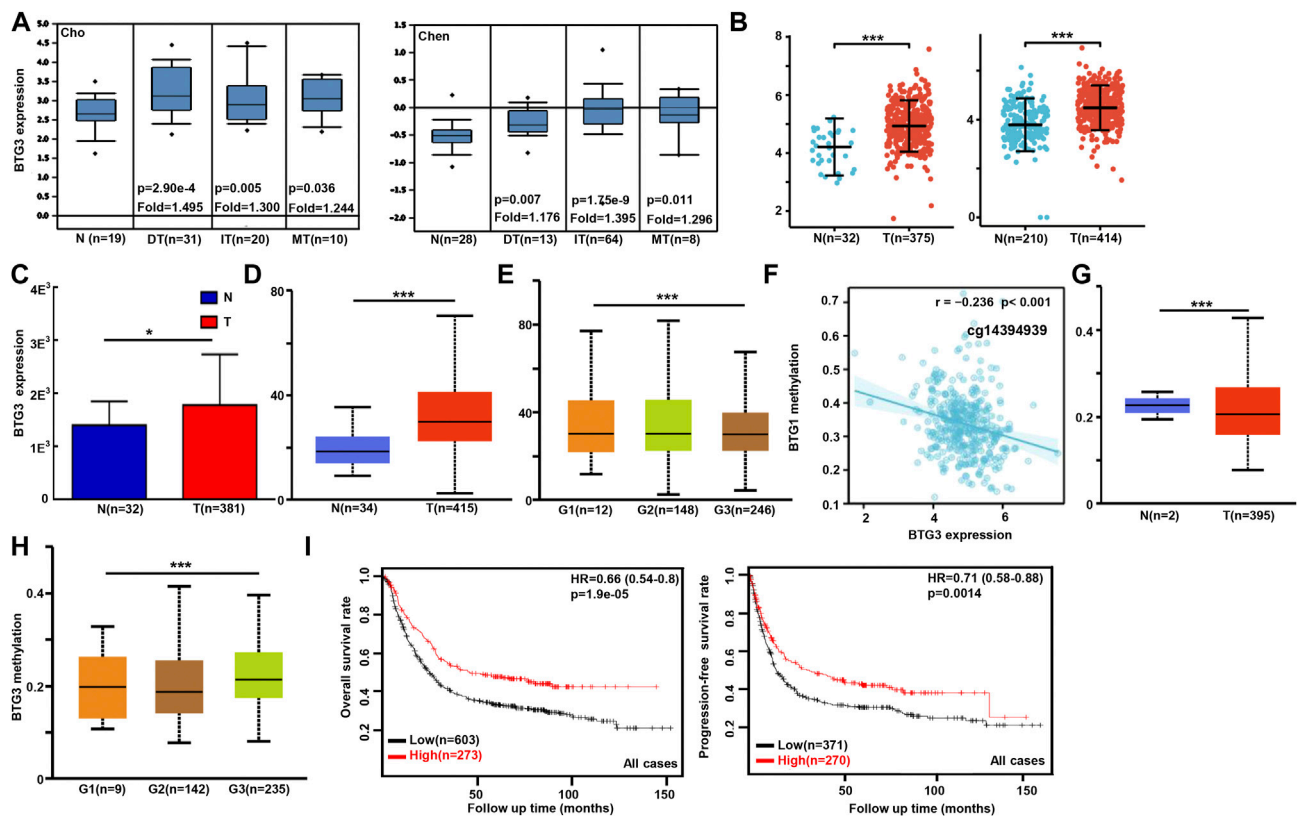 A
BTG3 expression
Cho
5.0
4.5
4.0
3.5
3.0
2.5
2.0
1.5
1.0
0.5
0.0
p=2.90e-4
Fold=1.495
p=0.005
Fold=1.300
p=0.036
Fold=1.244
N (n=19)
DT(n=31)
IT(n=20)
MT(n=10)
Chen
1.5
1.0
0.5
0.0
-0.5
-1.0
-1.5
-2.0
p=0.007
Fold=1.176
p=1.75e-9
Fold=1.395
p=0.011
Fold=1.296
N(n=28)
DT(n=13)
IT(n=64)
MT(n=8)
B
8
6
4
2
***
N(n=32)
T(n=375)
4
0
***
N(n=210)
T(n=414)
C
BTG3 expression
4E³
3E³
2E³
1E³
0
N
T
*
N(n=32)
T(n=381)
D
80
40
0
***
N(n=34)
T(n=415)
E
80
40
0
***
G1(n=12)
G2(n=148)
G3(n=246)
F
BTG1 methylation
0.7
0.6
0.5
0.4
0.3
0.2
0.1
r = −0.236 p< 0.001
cg14394939
2
4
6
BTG3 expression
G
0.4
0.2
0
***
N(n=2)
T(n=395)
H
BTG3 methylation
0.4
0.2
0
***
G1(n=9)
G2(n=142)
G3(n=235)
I
Overall survival rate
1.0
0.8
0.6
0.4
0.2
HR=0.66 (0.54-0.8)
p=1.9e-05
Low(n=603)
High(n=273)
All cases
50
100
150
Follow up time (months)
Progression-free survival rate
1.0
0.8
0.6
0.4
0.2
HR=0.71 (0.58-0.88)
p=0.0014
Low(n=371)
High(n=270)
All cases
50
100
150
Follow up time (months)